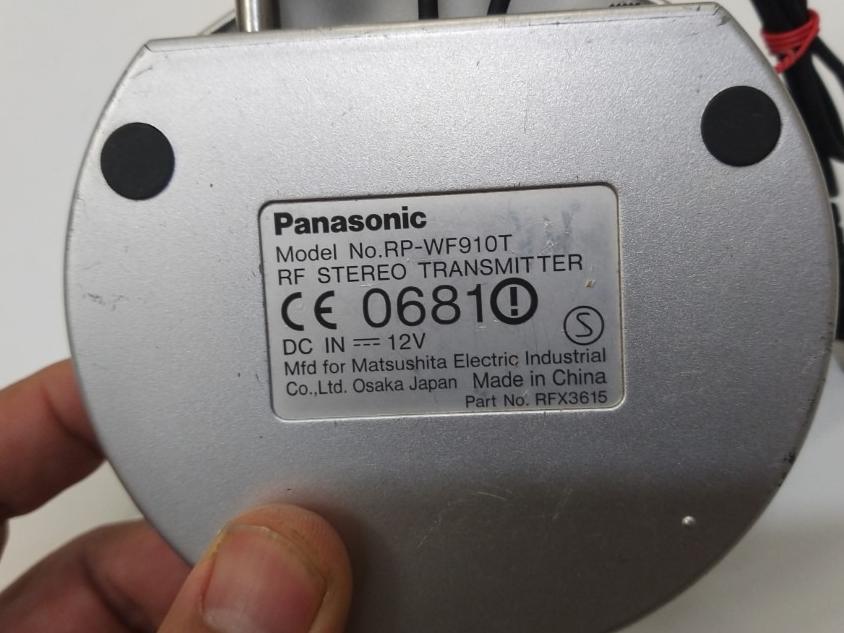 Panasonic
Model No.RP-WF910T
RF STEREO TRANSMITTER
CE 0681
S
DC IN ⎓ 12V
Mfd for Matsushita Electric Industrial
Co.,Ltd. Osaka Japan Made in China
Part No. RFX3615